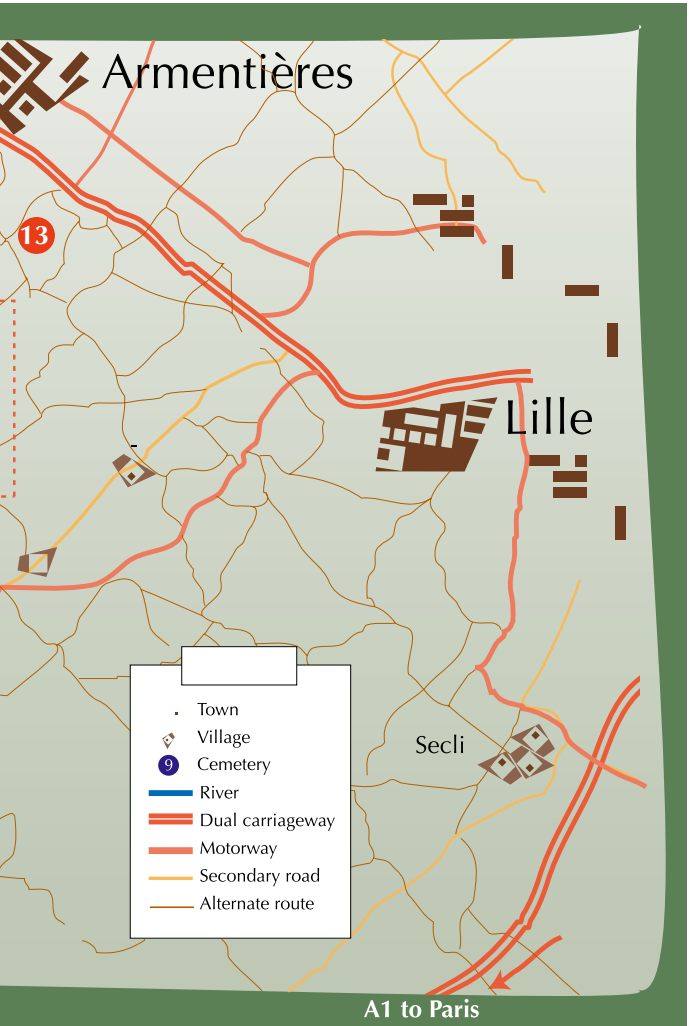 Armentières
13
Lille
Secli
Town
Village
9 Cemetery
River
Dual carriageway
Motorway
Secondary road
Alternate route
A1 to Paris